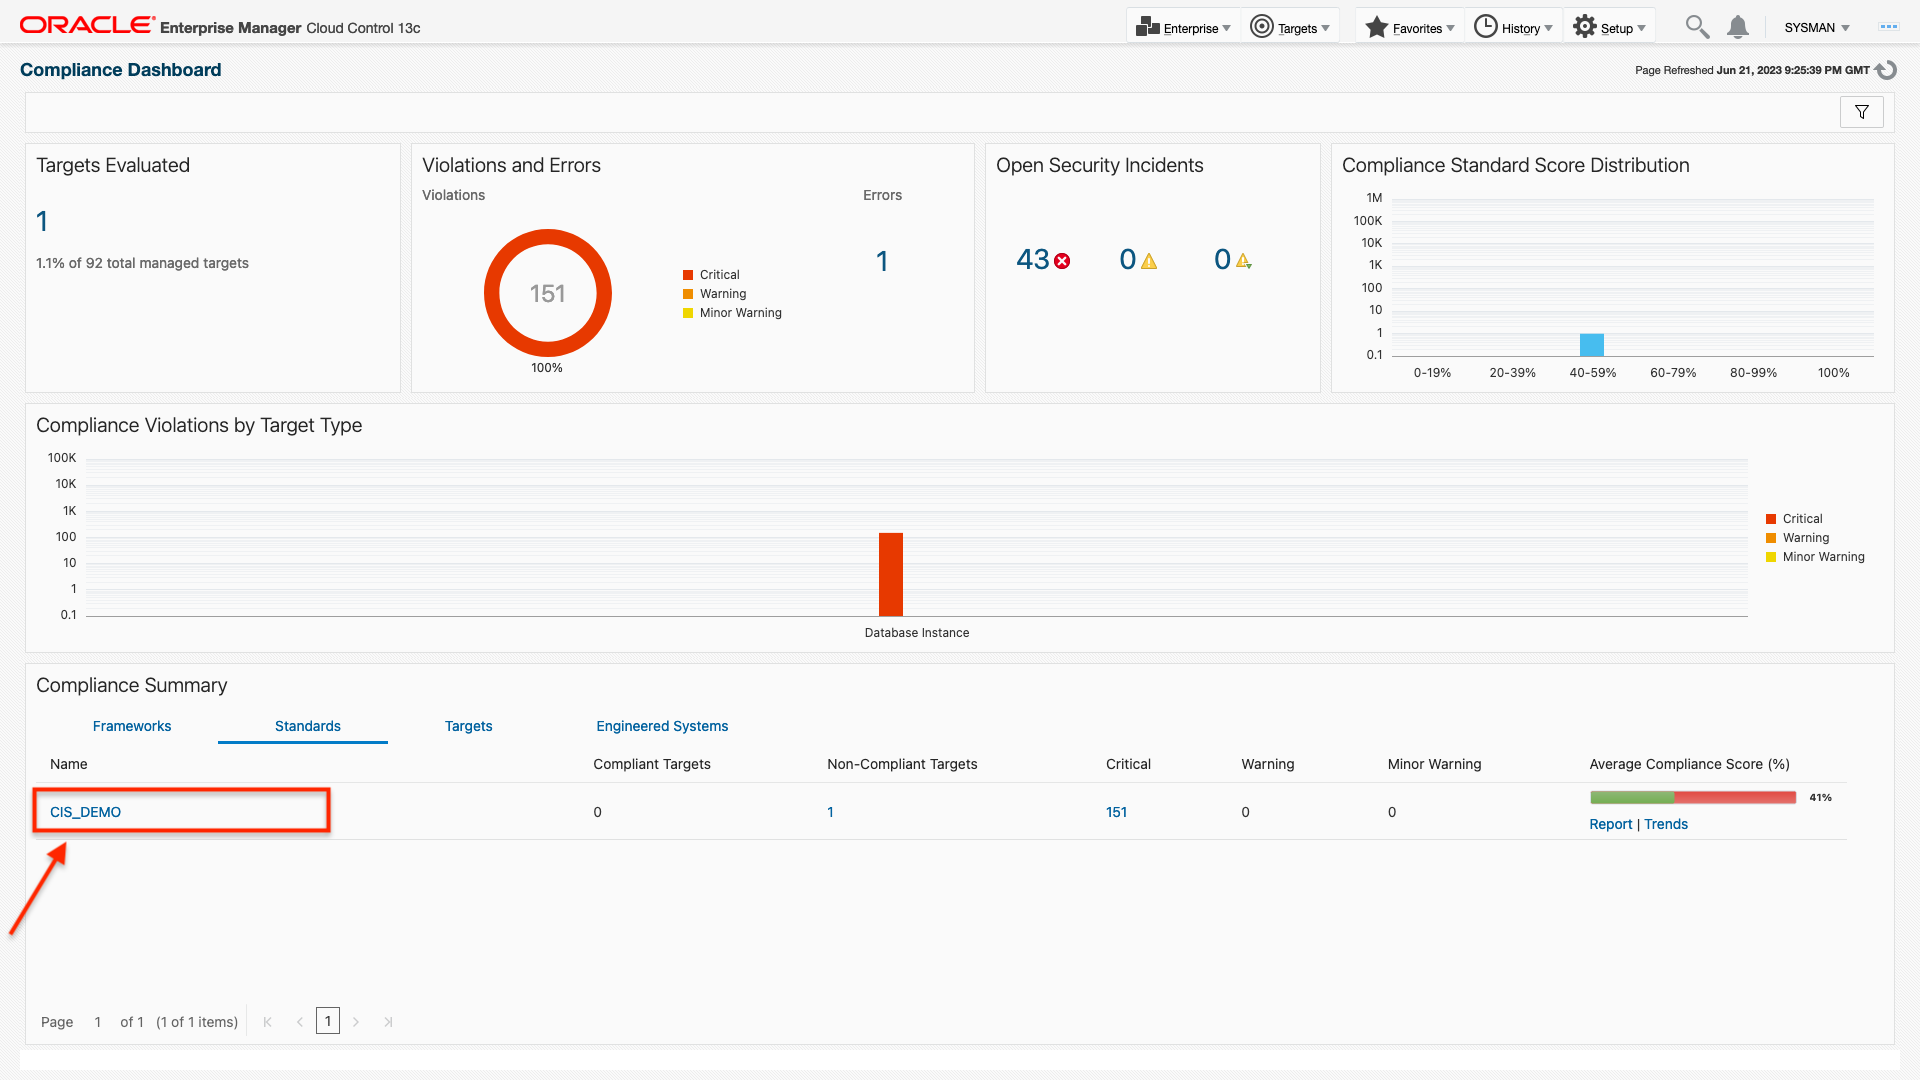 ORACLE Enterprise Manager Cloud Control 13c
Enterprise Targets Favorites History Setup SYSMAN
Compliance Dashboard
Page Refreshed Jun 21, 2023 9:25:39 PM GMT
Targets Evaluated
1
1.1% of 92 total managed targets
Violations and Errors
Violations
Errors
151
100%
Critical
Warning
Minor Warning
1
Open Security Incidents
43 0 0
Compliance Standard Score Distribution
1M
100K
10K
1K
100
10
1
0.1
0-19% 20-39% 40-59% 60-79% 80-99% 100%
Compliance Violations by Target Type
100K
10K
1K
100
10
1
0.1
Database Instance
Critical
Warning
Minor Warning
Compliance Summary
Frameworks Standards Targets Engineered Systems
Name Compliant Targets Non-Compliant Targets Critical Warning Minor Warning Average Compliance Score (%)
CIS_DEMO 0 1 151 0 0 41%
Report | Trends
Page 1 of 1 (1 of 1 items) 1